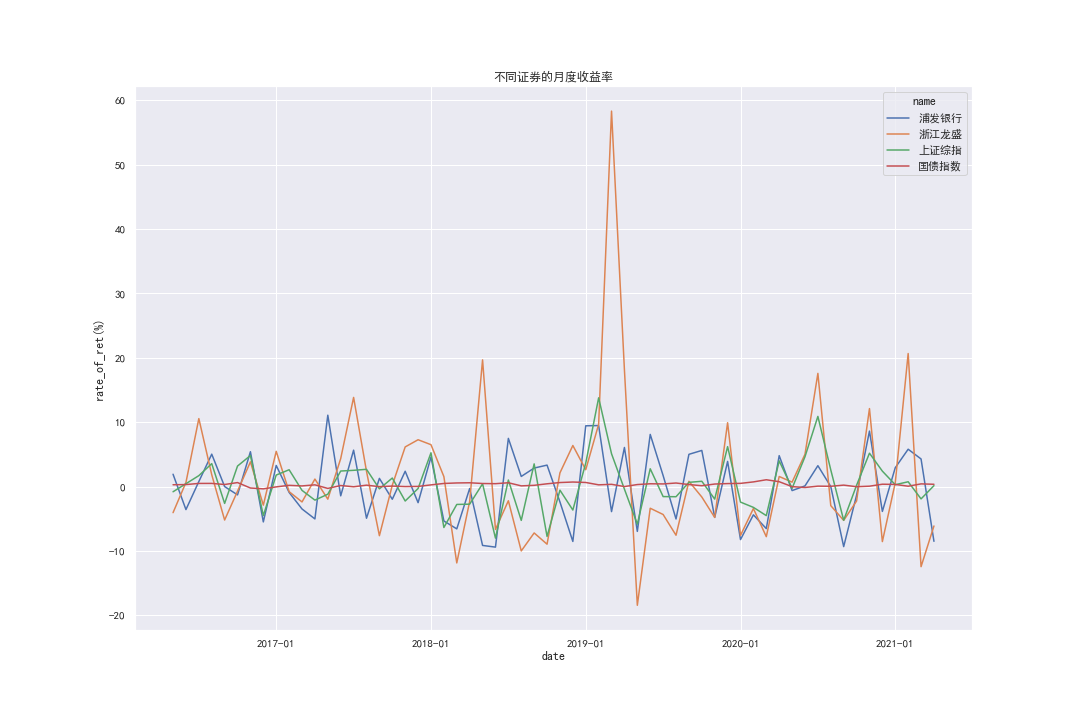 不同证券的月度收益率
name
浦发银行
浙江龙盛
上证综指
国债指数
60
50
40
30
20
10
0
−10
−20
rate_of_ret(%)
2017-01 2018-01 2019-01 2020-01 2021-01
date